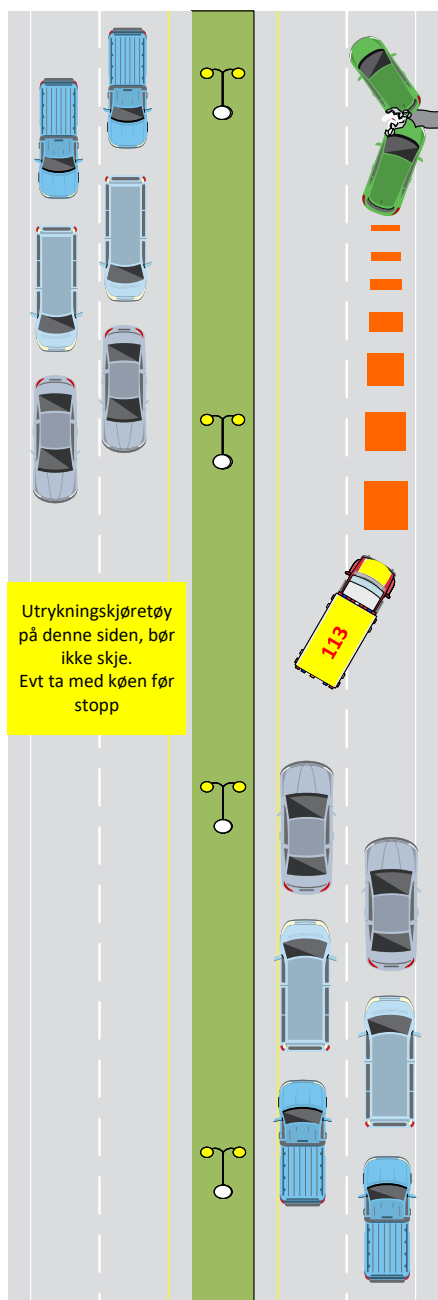 Utrykningskjøretøy
på denne siden, bør
ikke skje.
Evt ta med køen før
stopp
113